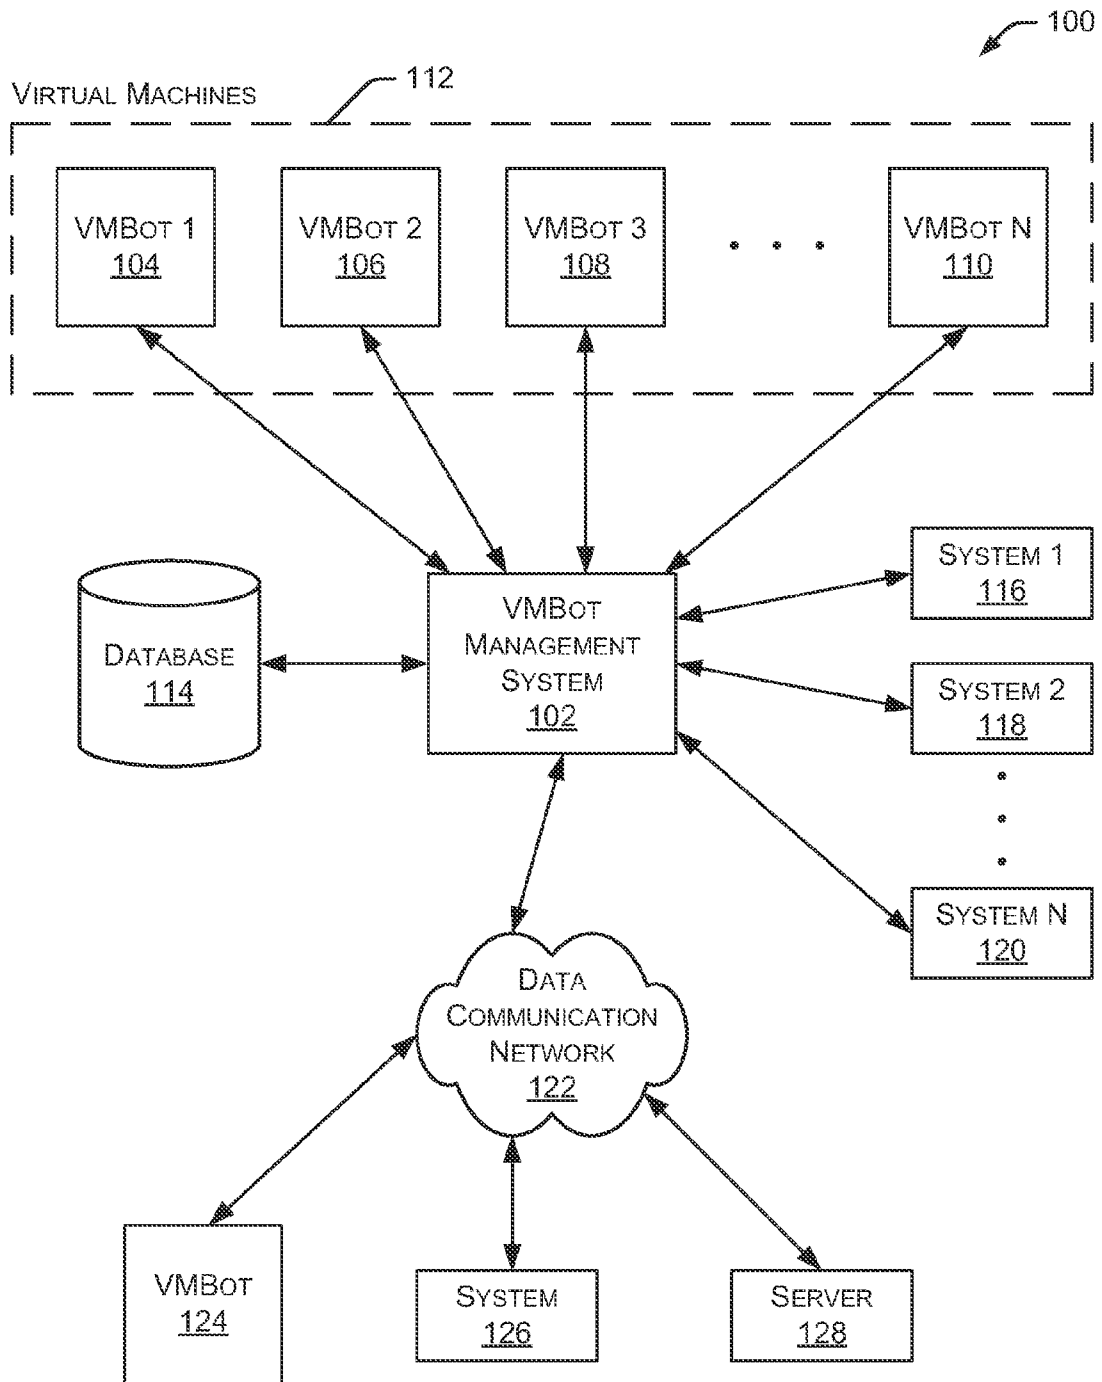 100
112
VIRTUAL MACHINES
VMBOT 1
104
VMBOT 2
106
VMBOT 3
108
VMBOT N
110
SYSTEM 1
116
VMBOT
MANAGEMENT
SYSTEM
102
DATABASE
114
SYSTEM 2
118
SYSTEM N
120
DATA
COMMUNICATION
NETWORK
122
VMBOT
124
SYSTEM
126
SERVER
128